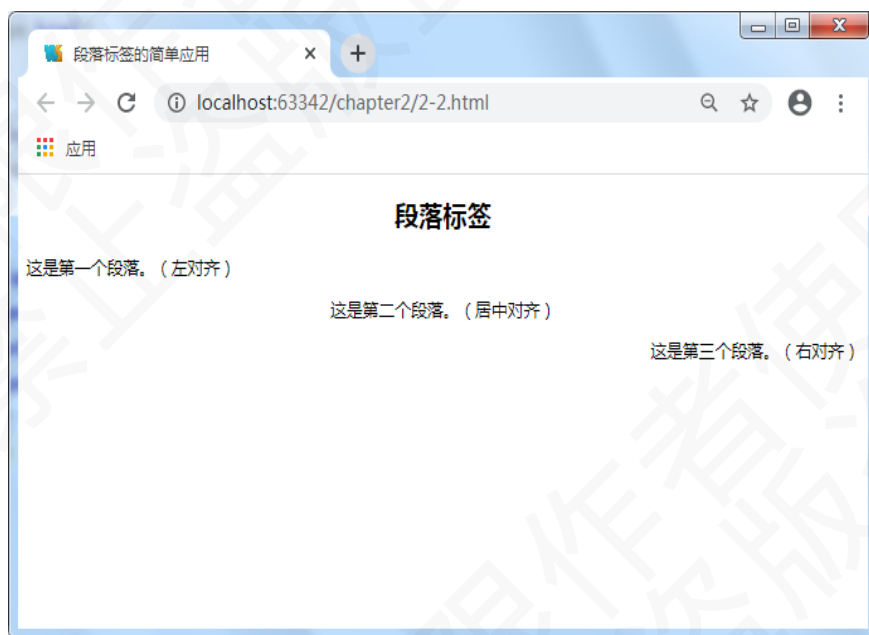 段落标签的简单应用
localhost:63342/chapter2/2-2.html
应用
段落标签
这是第一个段落。（左对齐）
这是第二个段落。（居中对齐）
这是第三个段落。（右对齐）